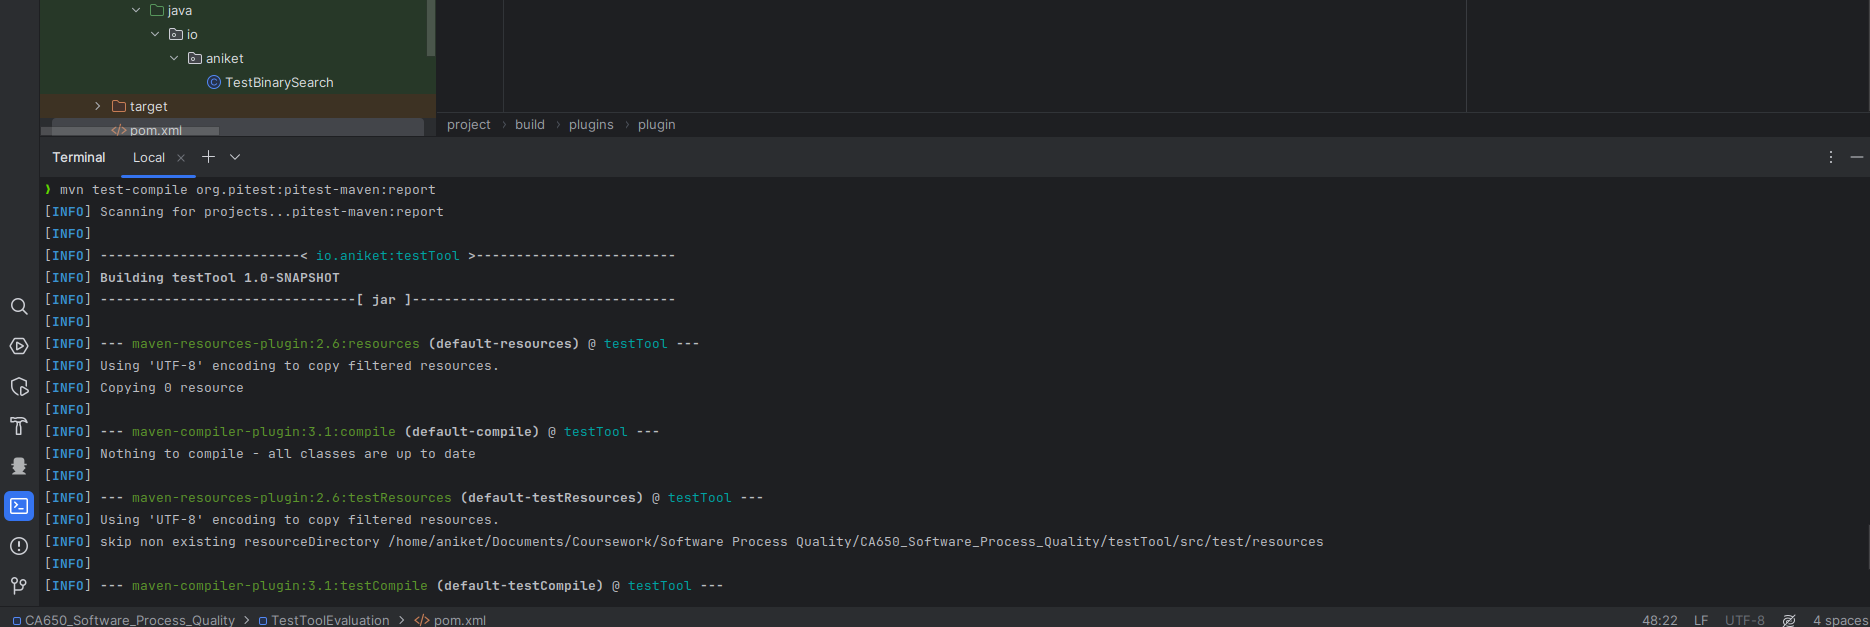 java
io
aniket
TestBinarySearch
target
pom.xml
project › build › plugins › plugin
Terminal Local × + 
❯ mvn test-compile org.pitest:pitest-maven:report
[INFO] Scanning for projects...pitest-maven:report
[INFO]
[INFO] -------------------------< io.aniket:testTool >-------------------------
[INFO] Building testTool 1.0-SNAPSHOT
[INFO] --------------------------------[ jar ]---------------------------------
[INFO]
[INFO] --- maven-resources-plugin:2.6:resources (default-resources) @ testTool ---
[INFO] Using 'UTF-8' encoding to copy filtered resources.
[INFO] Copying 0 resource
[INFO]
[INFO] --- maven-compiler-plugin:3.1:compile (default-compile) @ testTool ---
[INFO] Nothing to compile - all classes are up to date
[INFO]
[INFO] --- maven-resources-plugin:2.6:testResources (default-testResources) @ testTool ---
[INFO] Using 'UTF-8' encoding to copy filtered resources.
[INFO] skip non existing resourceDirectory /home/aniket/Documents/Coursework/Software Process Quality/CA650_Software_Process_Quality/testTool/src/test/resources
[INFO]
[INFO] --- maven-compiler-plugin:3.1:testCompile (default-testCompile) @ testTool ---
CA650_Software_Process_Quality > TestToolEvaluation > </> pom.xml 48:22 LF UTF-8 4 spaces